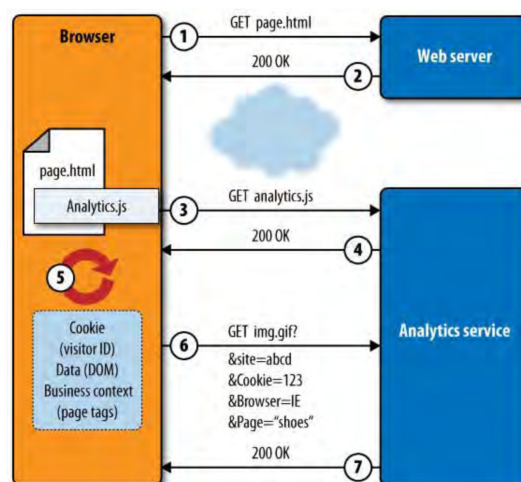 Browser
1
GET page.html
Web server
200 OK
2
page.html
Analytics.js
3
GET analytics.js
200 OK
4
5
Analytics service
Cookie
(visitor ID)
Data (DOM)
Business context
(page tags)
6
GET img.gif?
&site=abcd
&Cookie=123
&Browser=IE
&Page=“shoes”
200 OK
7